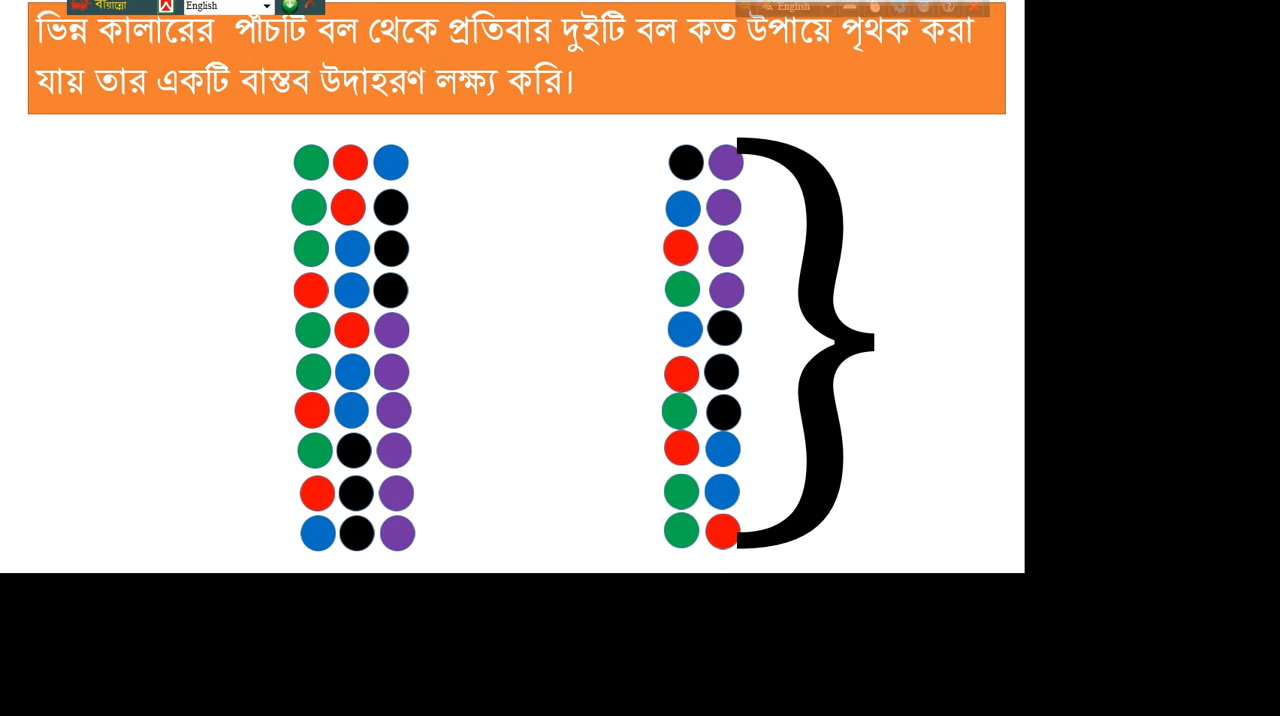 বায়ান্নো
English
English
ভিন্ন কালারের পাঁচটি বল থেকে প্রতিবার দুইটি বল কত উপায়ে পৃথক করা
যায় তার একটি বাস্তব উদাহরণ লক্ষ্য করি।